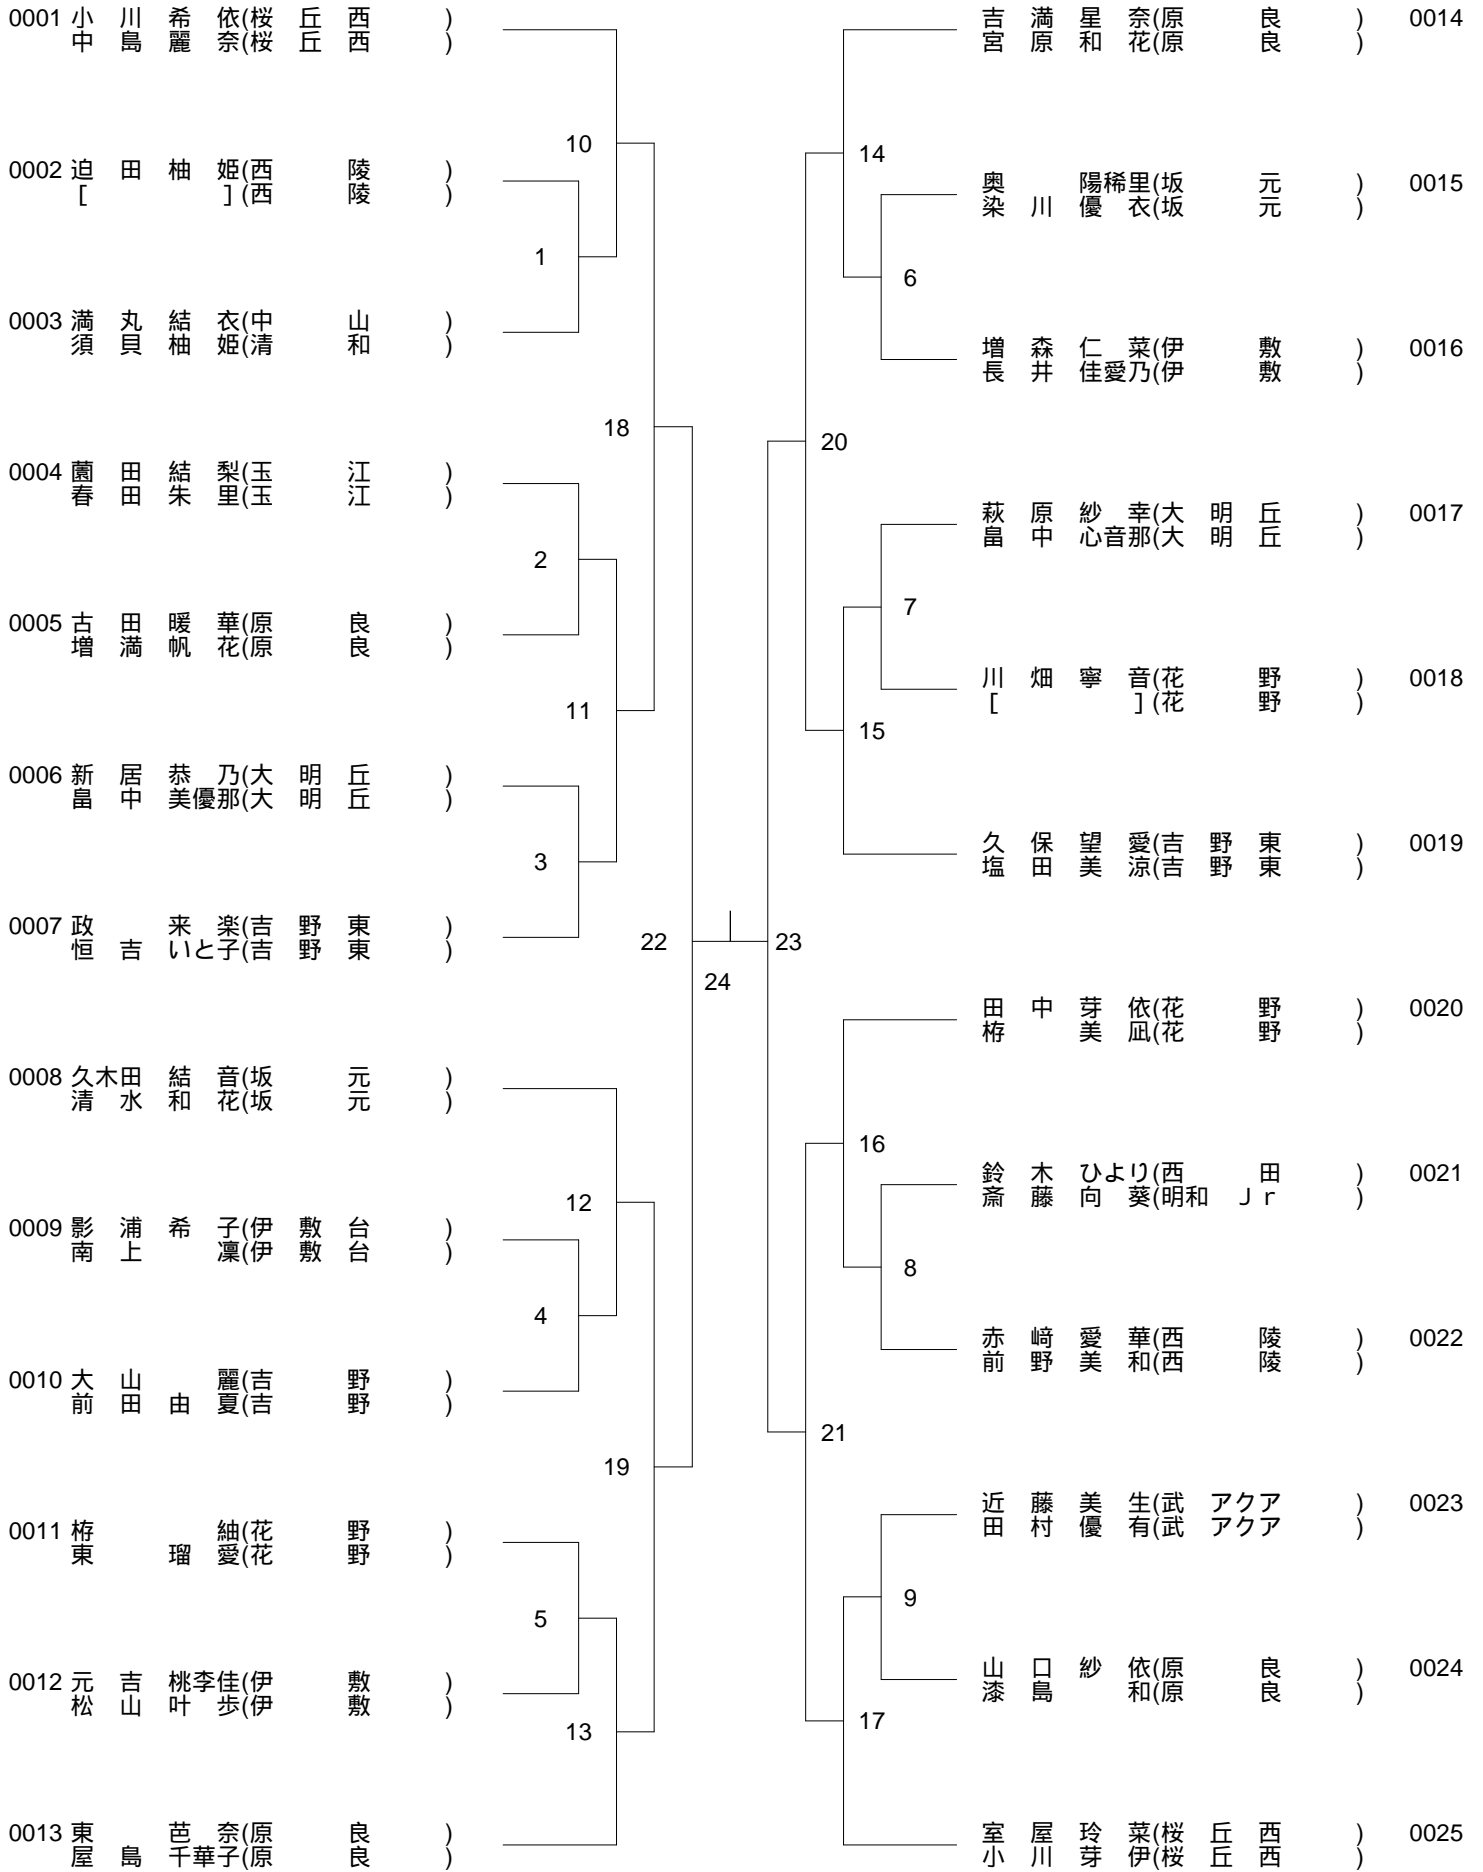 0001 小川希依(桜丘西)
中島麗奈(桜丘西)
0002 迫田柚姫(西陵)
[ ](西陵)
0003 満丸結衣(中山)
須貝柚姫(清和)
0004 薗田結梨(玉江)
春田朱里(玉江)
0005 古田暖華(原良)
増満帆花(原良)
0006 新居恭乃(大明丘)
畠中美優那(大明丘)
0007 政来楽(吉野東)
恒吉いと子(吉野東)
0008 久木田結音(坂元)
清水和花(坂元)
0009 影浦希子(伊敷台)
南上凜(伊敷台)
0010 大山麗(吉野)
前田由夏(吉野)
0011 栫紬(花野)
東瑠愛(花野)
0012 元吉桃李佳(伊敷)
松山叶歩(伊敷)
0013 東芭奈(原良)
屋島千華子(原良)
10
1
18
2
11
3
22
24
12
4
19
5
13
14
6
20
7
15
23
16
8
21
9
17
吉満星奈(原良) 0014
宮原和花(原良)
奥陽稀里(坂元) 0015
染川優衣(坂元)
増森仁菜(伊敷) 0016
長井佳愛乃(伊敷)
萩原紗幸(大明丘) 0017
畠中心音那(大明丘)
川畑寧音(花野) 0018
[ ](花野)
久保望愛(吉野東) 0019
塩田美涼(吉野東)
田中芽依(花野) 0020
栫美凪(花野)
鈴木ひより(西田) 0021
斎藤向葵(明和 Jr)
赤﨑愛華(西陵) 0022
前野美和(西陵)
近藤美生(武 アクア) 0023
田村優有(武 アクア)
山口紗依(原良) 0024
漆島和(原良)
室屋玲菜(桜丘西) 0025
小川芽伊(桜丘西)